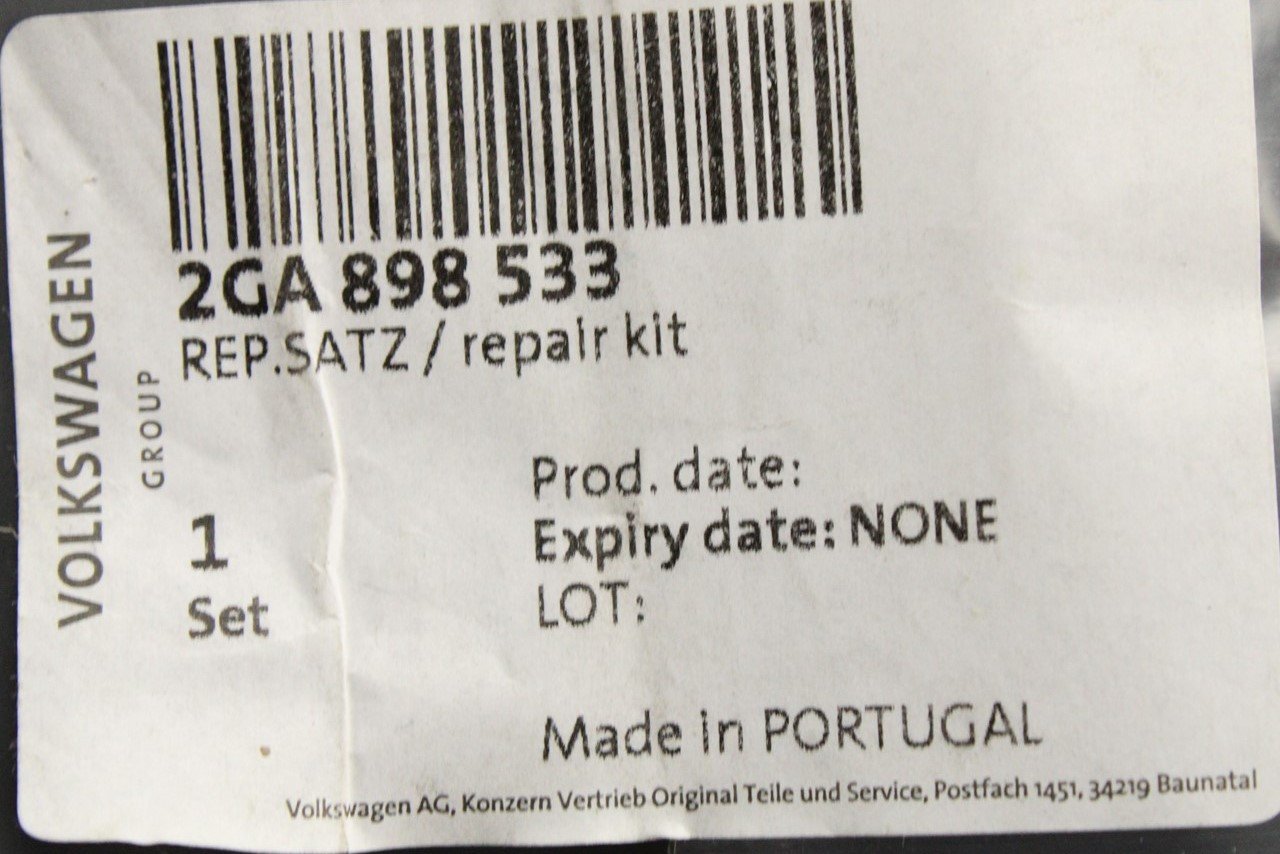 2GA 898 533
REP.SATZ / repair kit
VOLKSWAGEN
GROUP
1
Set
Prod. date:
Expiry date: NONE
LOT:
Made in PORTUGAL
Volkswagen AG, Konzern Vertrieb Original Teile und Service, Postfach 1451, 34219 Baunatal